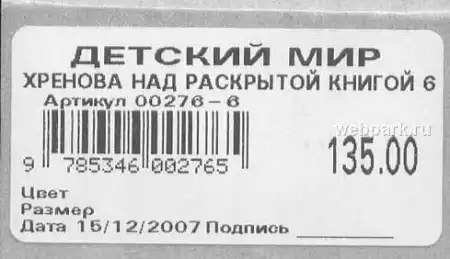 ДЕТСКИЙ МИР
ХРЕНОВА НАД РАСКРЫТОЙ КНИГОЙ 6
Артикул 00276-6
webpark.ru
135.00
9 785346 002765
Цвет
Размер
Дата 15/12/2007 Подпись